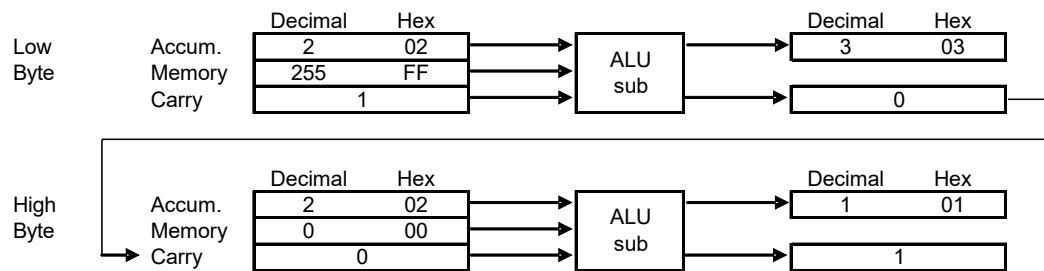 Decimal Hex Decimal Hex
Low Accum. 2 02 ALU 3 03
Byte Memory 255 FF sub
Carry 1 0
Decimal Hex Decimal Hex
High Accum. 2 02 ALU 1 01
Byte Memory 0 00 sub
Carry 0 1